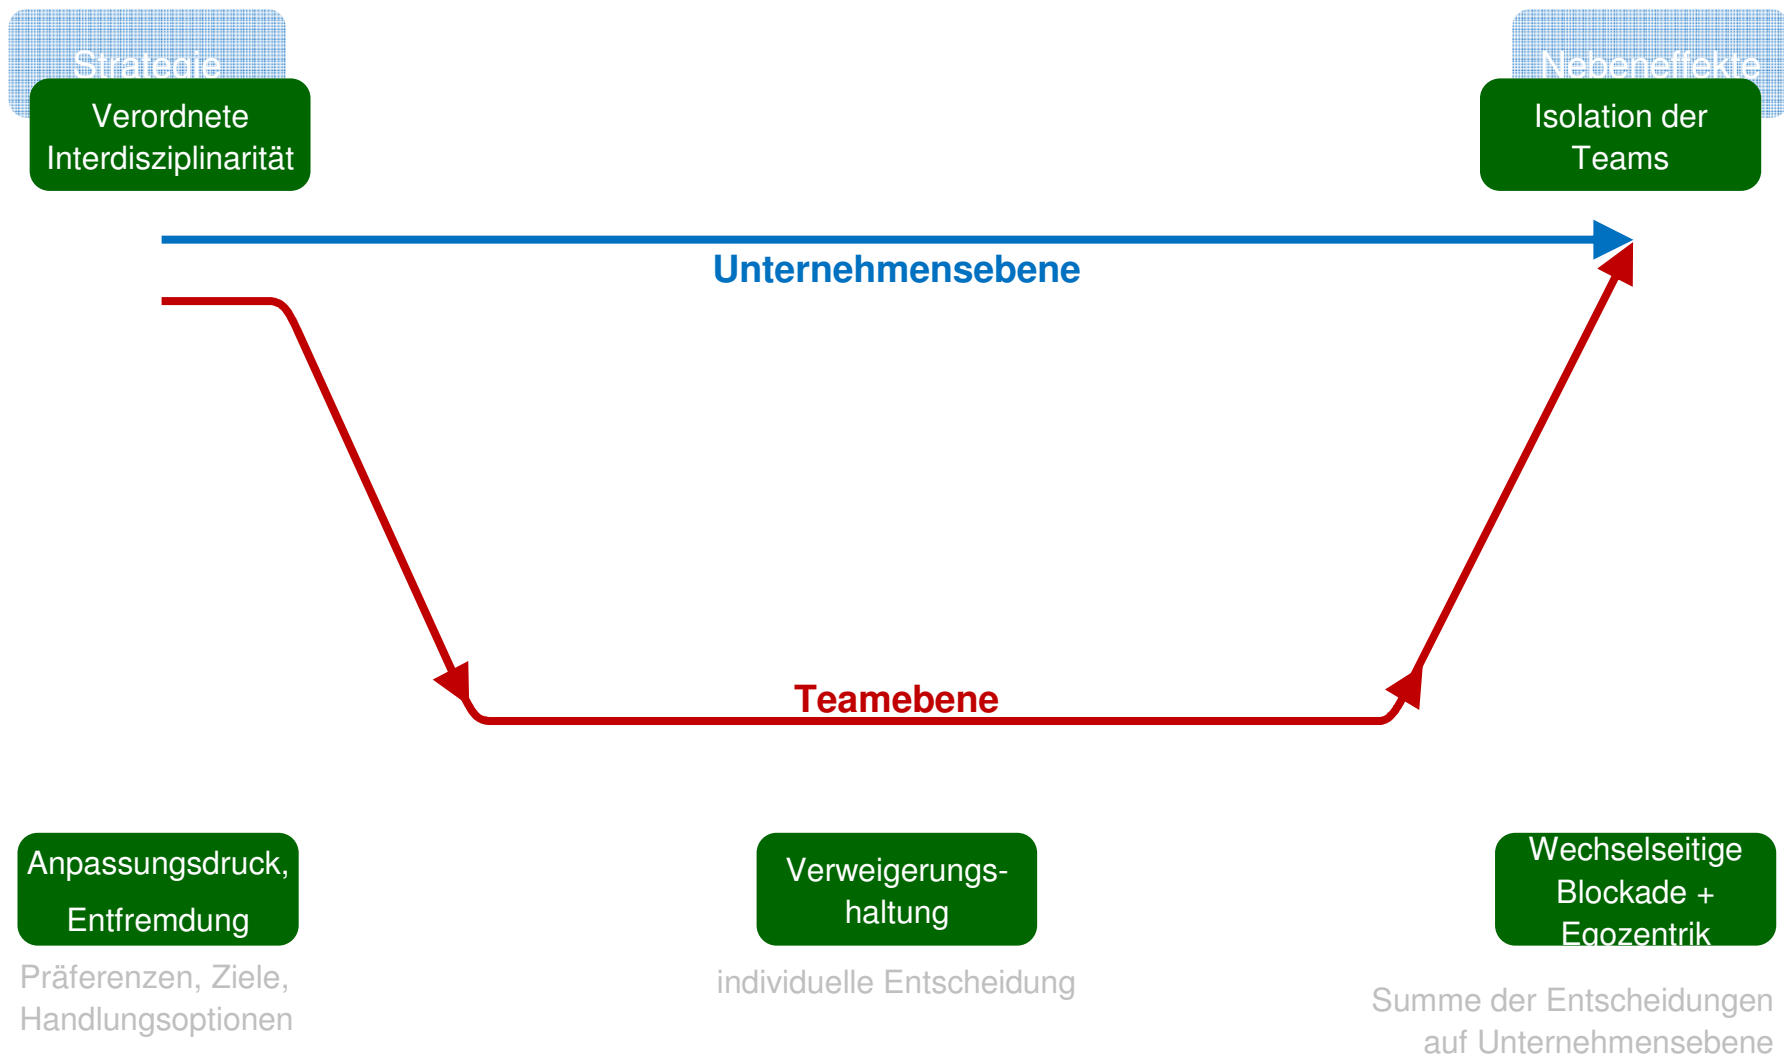 Strategie
Nebeneffekte
Verordnete
Interdisziplinarität
Isolation der
Teams
Unternehmensebene
Teamebene
Anpassungsdruck,
Entfremdung
Verweigerungs-
haltung
Wechselseitige
Blockade +
Egozentrik
Präferenzen, Ziele,
Handlungsoptionen
individuelle Entscheidung
Summe der Entscheidungen
auf Unternehmensebene